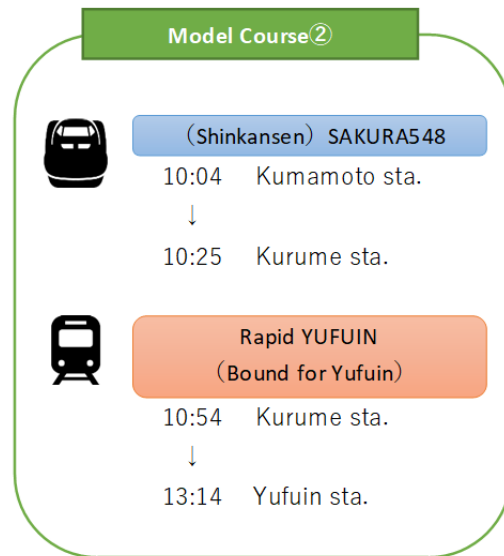 Model Course②
（Shinkansen）SAKURA548
10:04 Kumamoto sta.
↓
10:25 Kurume sta.
Rapid YUFUIN
（Bound for Yufuin）
10:54 Kurume sta.
↓
13:14 Yufuin sta.